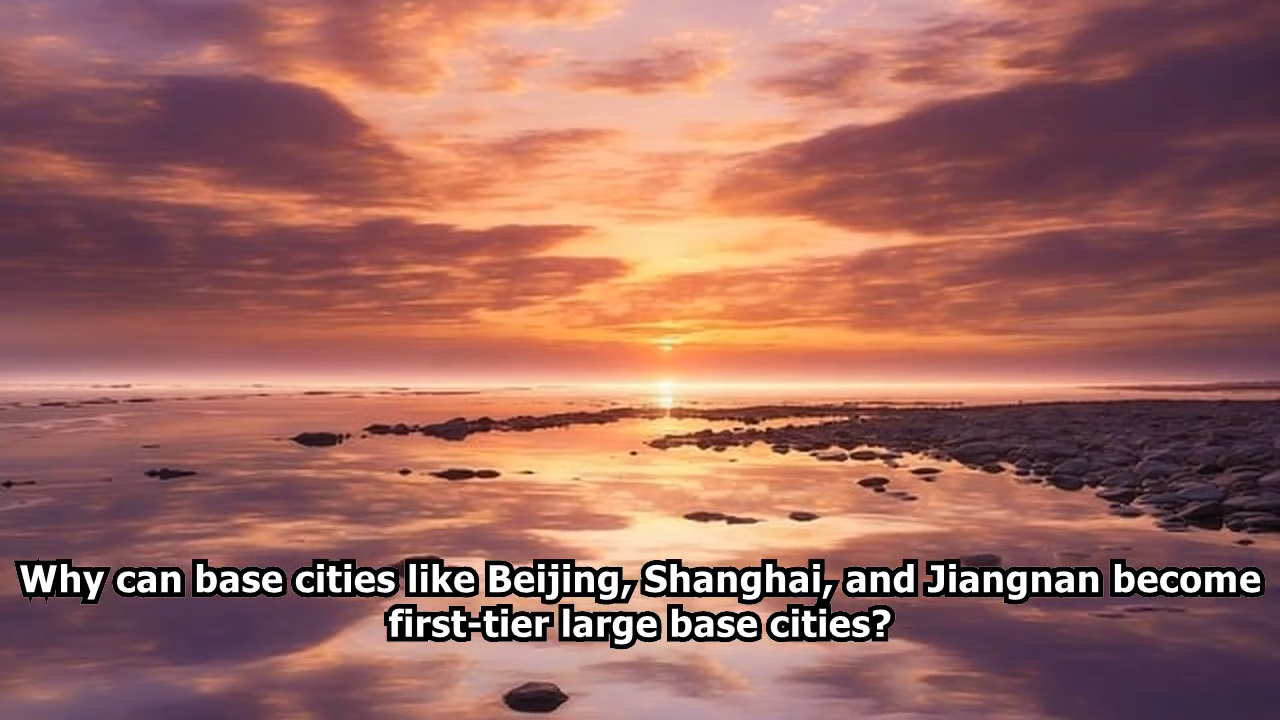 Why can base cities like Beijing, Shanghai, and Jiangnan become
first-tier large base cities?